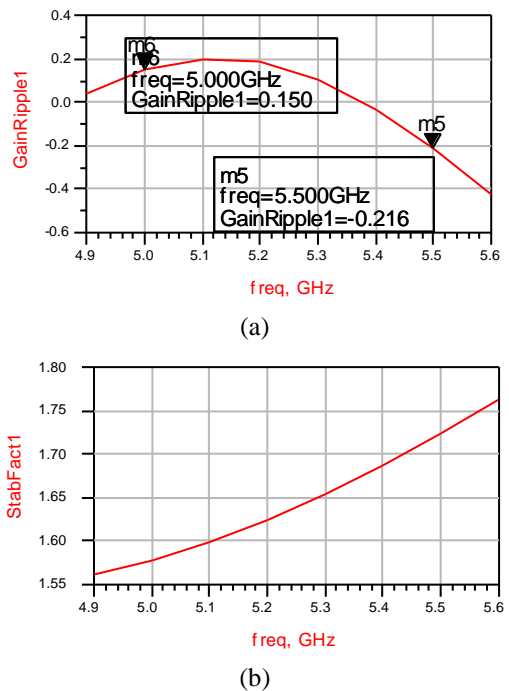 0.4
0.2
0.0
-0.2
-0.4
-0.6
GainRipple1
m6
m6
freq=5.000GHz
GainRipple1=0.150
m5
m5
freq=5.500GHz
GainRipple1=-0.216
4.9 5.0 5.1 5.2 5.3 5.4 5.5 5.6
freq, GHz
(a)
1.80
1.75
1.70
1.65
1.60
1.55
StabFact1
4.9 5.0 5.1 5.2 5.3 5.4 5.5 5.6
freq, GHz
(b)